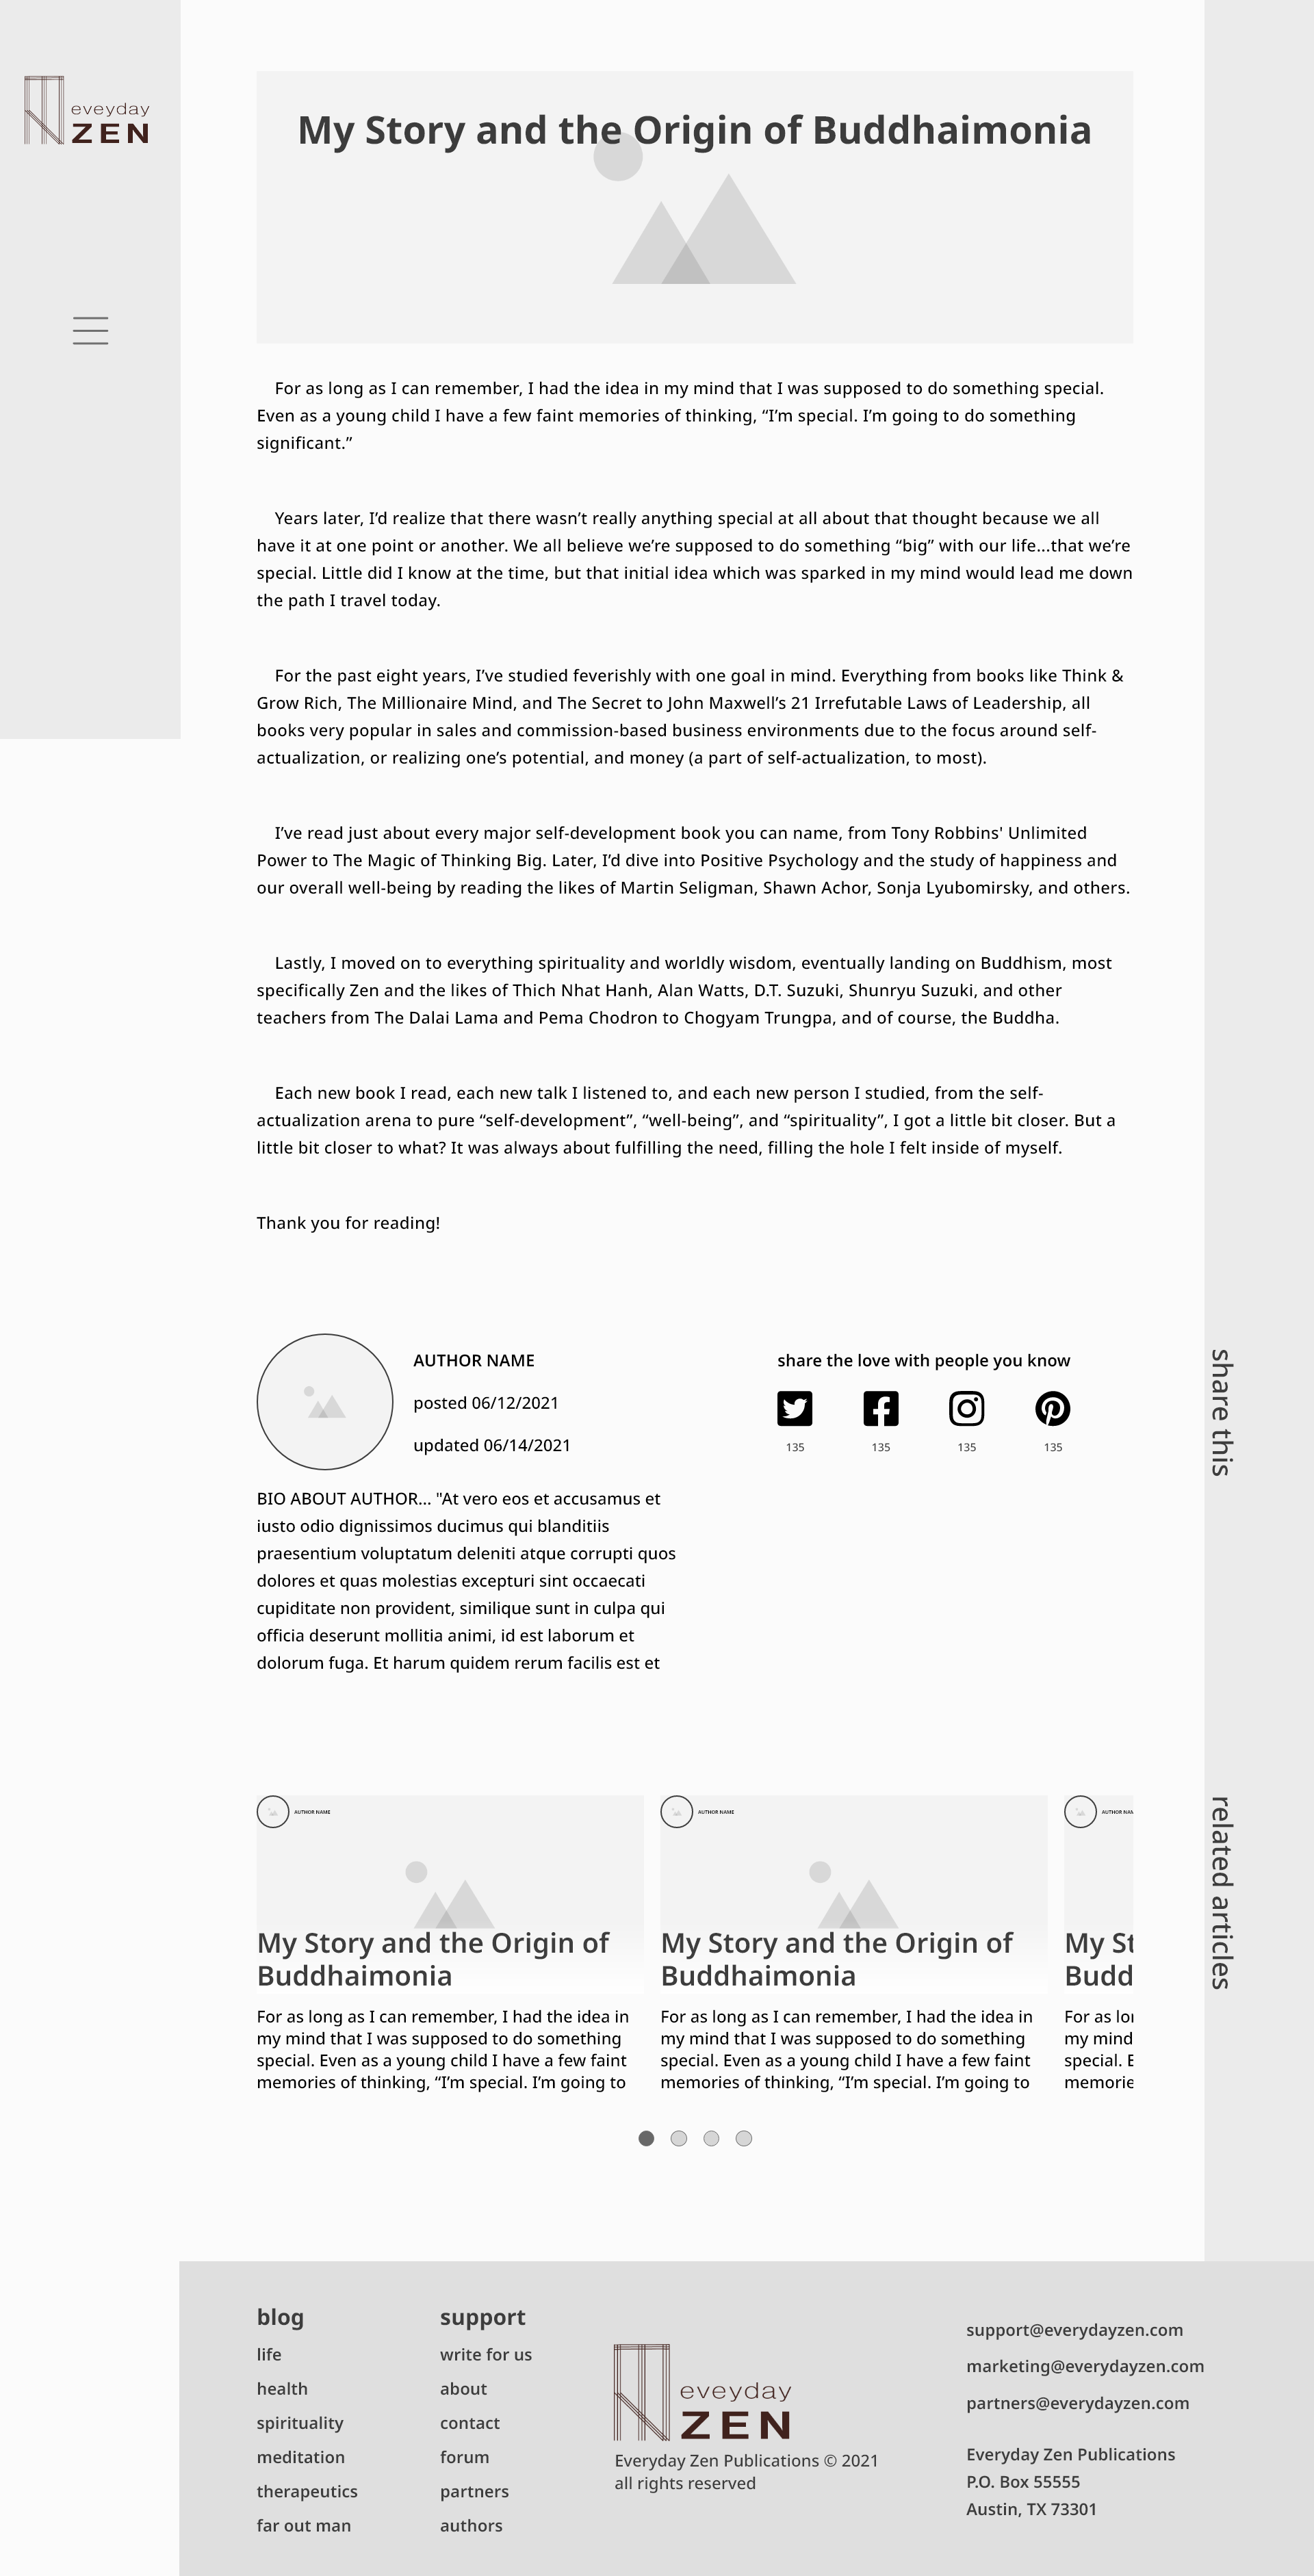 eveyday
ZEN
My Story and the Origin of Buddhaimonia
For as long as I can remember, I had the idea in my mind that I was supposed to do something special.
Even as a young child I have a few faint memories of thinking, “I’m special. I’m going to do something
significant.”
Years later, I’d realize that there wasn’t really anything special at all about that thought because we all
have it at one point or another. We all believe we’re supposed to do something “big” with our life...that we’re
special. Little did I know at the time, but that initial idea which was sparked in my mind would lead me down
the path I travel today.
For the past eight years, I’ve studied feverishly with one goal in mind. Everything from books like Think &
Grow Rich, The Millionaire Mind, and The Secret to John Maxwell’s 21 Irrefutable Laws of Leadership, all
books very popular in sales and commission-based business environments due to the focus around self-
actualization, or realizing one’s potential, and money (a part of self-actualization, to most).
I’ve read just about every major self-development book you can name, from Tony Robbins' Unlimited
Power to The Magic of Thinking Big. Later, I’d dive into Positive Psychology and the study of happiness and
our overall well-being by reading the likes of Martin Seligman, Shawn Achor, Sonja Lyubomirsky, and others.
Lastly, I moved on to everything spirituality and worldly wisdom, eventually landing on Buddhism, most
specifically Zen and the likes of Thich Nhat Hanh, Alan Watts, D.T. Suzuki, Shunryu Suzuki, and other
teachers from The Dalai Lama and Pema Chodron to Chogyam Trungpa, and of course, the Buddha.
Each new book I read, each new talk I listened to, and each new person I studied, from the self-
actualization arena to pure “self-development”, “well-being”, and “spirituality”, I got a little bit closer. But a
little bit closer to what? It was always about fulfilling the need, filling the hole I felt inside of myself.
Thank you for reading!
AUTHOR NAME
posted 06/12/2021
updated 06/14/2021
share the love with people you know
135
135
135
135
share this
BIO ABOUT AUTHOR... "At vero eos et accusamus et
iusto odio dignissimos ducimus qui blanditiis
praesentium voluptatum deleniti atque corrupti quos
dolores et quas molestias excepturi sint occaecati
cupiditate non provident, similique sunt in culpa qui
officia deserunt mollitia animi, id est laborum et
dolorum fuga. Et harum quidem rerum facilis est et
related articles
AUTHOR NAME
My Story and the Origin of
Buddhaimonia
For as long as I can remember, I had the idea in
my mind that I was supposed to do something
special. Even as a young child I have a few faint
memories of thinking, “I’m special. I’m going to
AUTHOR NAME
My Story and the Origin of
Buddhaimonia
For as long as I can remember, I had the idea in
my mind that I was supposed to do something
special. Even as a young child I have a few faint
memories of thinking, “I’m special. I’m going to
AUTHOR NAM
My St
Budd
For as lo
my mind
special. E
memorie
blog
life
health
spirituality
meditation
therapeutics
far out man
support
write for us
about
contact
forum
partners
authors
eveyday
ZEN
Everyday Zen Publications © 2021
all rights reserved
support@everydayzen.com
marketing@everydayzen.com
partners@everydayzen.com
Everyday Zen Publications
P.O. Box 55555
Austin, TX 73301